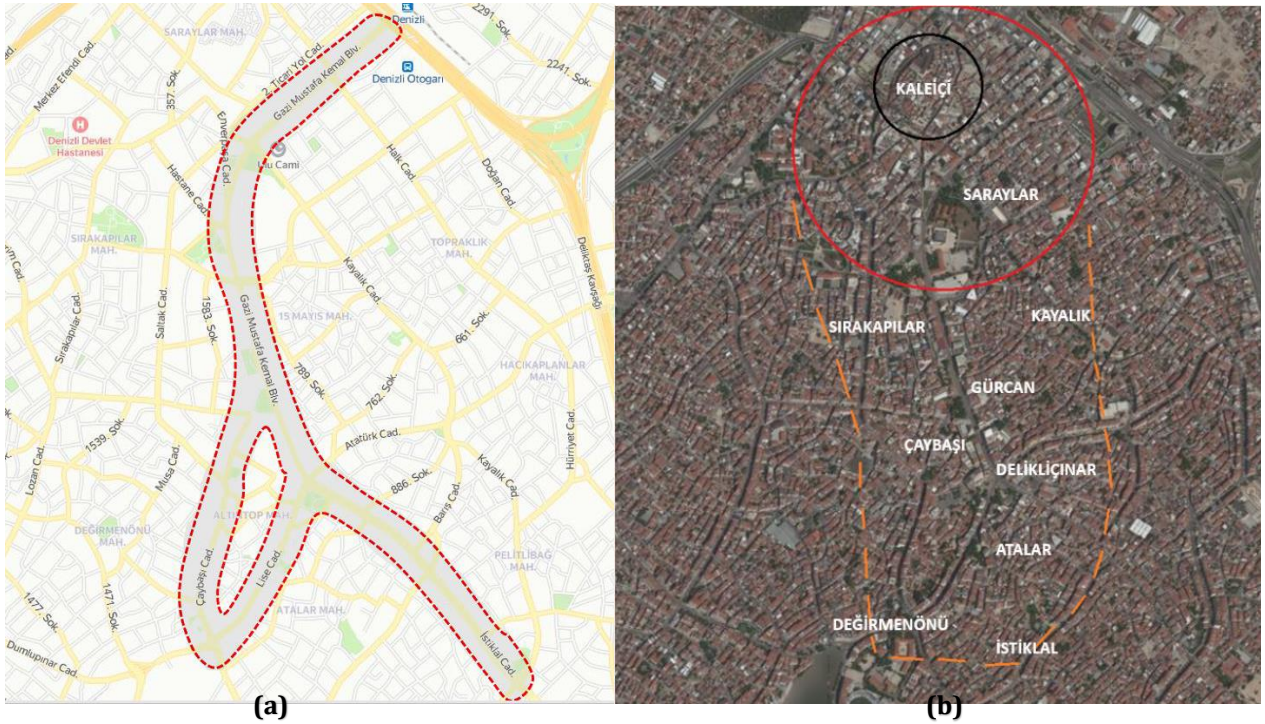 SARAYLAR MAH.
Denizli
2291. Sok.
Merkez Efendi Cad.
357. Sok.
2. Ticari Yol Cad.
Gazi Mustafa Kemal Blv.
Denizli Otogarı
2241. Sok.
Denizli Devlet
Hastanesi
Enverpaşa Cad.
Ulu Cami
Halk Cad.
Doğan Cad.
Hastane Cad.
SIRAKAPILAR
MAH.
TOPRAKLIK
MAH.
Deliktaş Kavşağı
Kayalık Cad.
Sırakapılar Cad.
Saltak Cad.
1583. Sok.
Gazi Mustafa Kemal Blv.
15 MAYIS MAH.
661. Sok.
789. Sok.
762. Sok.
HACIKAPLANLAR
MAH.
1539. Sok.
Musa Cad.
Lozan Cad.
Atatürk Cad.
886. Sok.
Kayalık Cad.
Hürriyet Cad.
Barış Cad.
DEĞİRMENÖNÜ
MAH.
PELİTLİBAĞ
MAH.
Çaybaşı Cad.
Lise Cad.
ATALAR MAH.
1477. Sok.
1471. Sok.
Dumlupınar Cad.
İstiklal Cad.
(a)
KALEİÇİ
SARAYLAR
SIRAKAPILAR
KAYALIK
GÜRCAN
ÇAYBAŞI
DELİKLİÇINAR
ATALAR
DEĞİRMENÖNÜ
İSTİKLAL
(b)